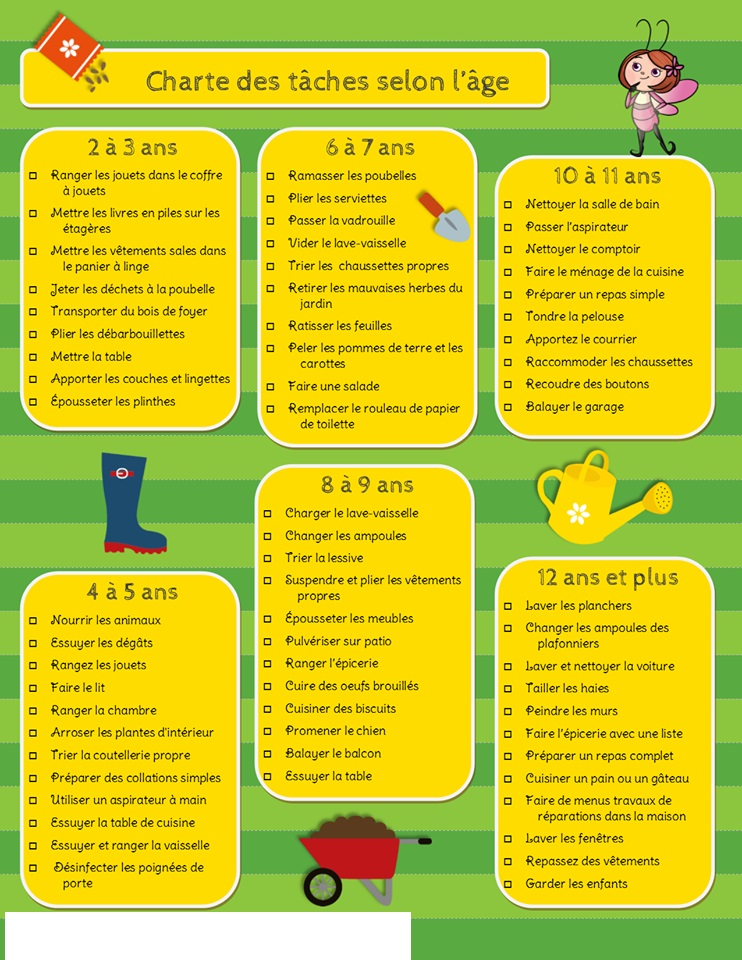 Charte des tâches selon l'âge
2 à 3 ans
Ranger les jouets dans le coffre
à jouets
Mettre les livres en piles sur les
étagères
Mettre les vêtements sales dans
le panier à linge
Jeter les déchets à la poubelle
Transporter du bois de foyer
Plier les débarbouillettes
Mettre la table
Apporter les couches et lingettes
Épousseter les plinthes
6 à 7 ans
Ramasser les poubelles
Plier les serviettes
Passer la vadrouille
Vider le lave-vaisselle
Trier les chaussettes propres
Retirer les mauvaises herbes du
jardin
Ratisser les feuilles
Peler les pommes de terre et les
carottes
Faire une salade
Remplacer le rouleau de papier
de toilette
10 à 11 ans
Nettoyer la salle de bain
Passer l'aspirateur
Nettoyer le comptoir
Faire le ménage de la cuisine
Préparer un repas simple
Tondre la pelouse
Apportez le courrier
Raccommoder les chaussettes
Recoudre des boutons
Balayer le garage
4 à 5 ans
Nourrir les animaux
Essuyer les dégâts
Rangez les jouets
Faire le lit
Ranger la chambre
Arroser les plantes d'intérieur
Trier la coutellerie propre
Préparer des collations simples
Utiliser un aspirateur à main
Essuyer la table de cuisine
Essuyer et ranger la vaisselle
Désinfecter les poignées de
porte
8 à 9 ans
Charger le lave-vaisselle
Changer les ampoules
Trier la lessive
Suspendre et plier les vêtements
propres
Épousseter les meubles
Pulvériser sur patio
Ranger l'épicerie
Cuire des oeufs brouillés
Cuisiner des biscuits
Promener le chien
Balayer le balcon
Essuyer la table
12 ans et plus
Laver les planchers
Changer les ampoules des
plafonniers
Laver et nettoyer la voiture
Tailler les haies
Peindre les murs
Faire l'épicerie avec une liste
Préparer un repas complet
Cuisiner un pain ou un gâteau
Faire de menus travaux de
réparations dans la maison
Laver les fenêtres
Repassez des vêtements
Garder les enfants